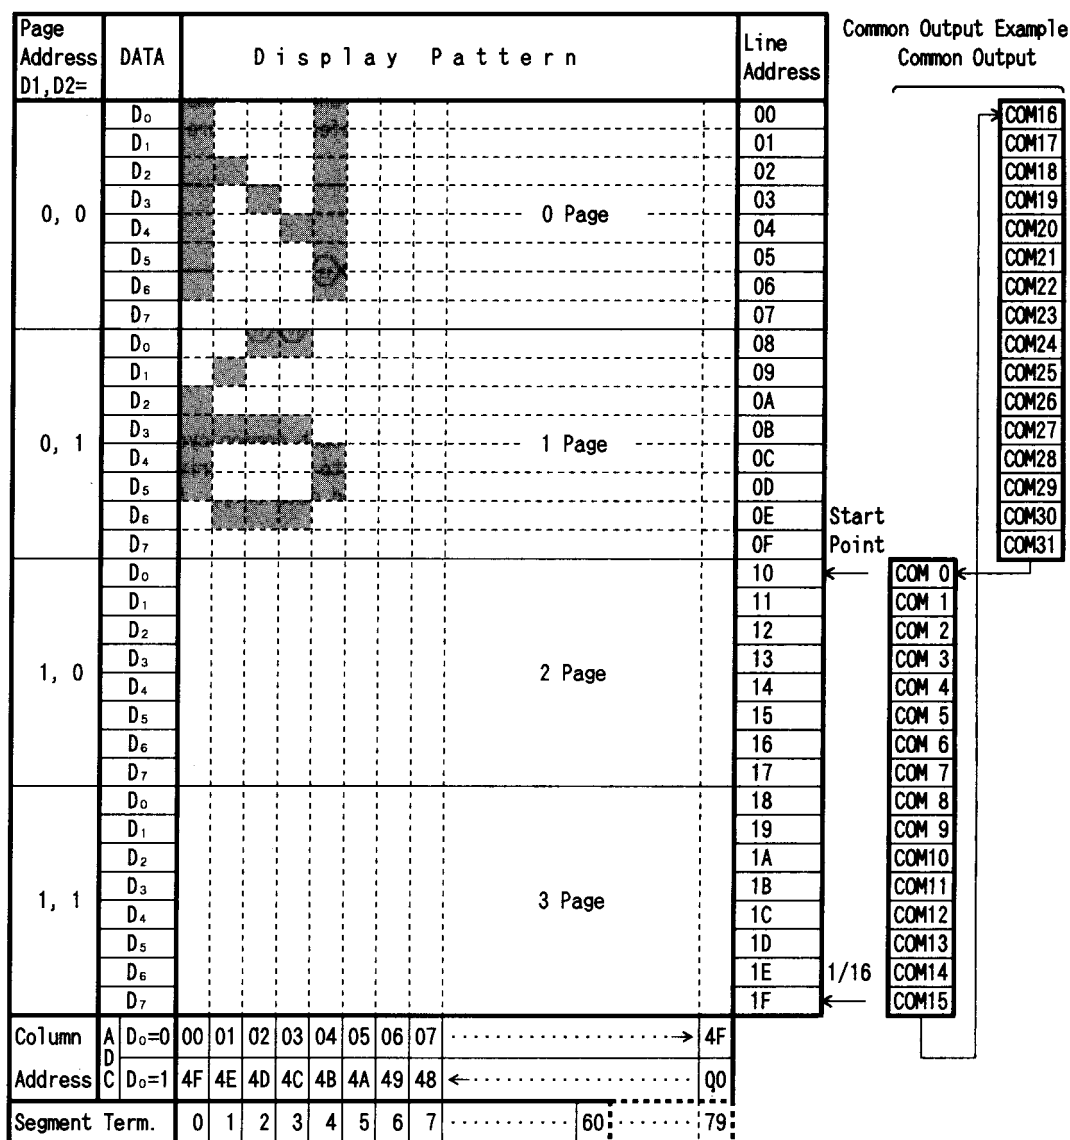 Page Address D1,D2= DATA Display Pattern Line Address Common Output Example
Common Output
D0 00 COM16
D1 01 COM17
D2 02 COM18
D3 03 COM19
0, 0 D4 0 Page 04 COM20
D5 05 COM21
D6 06 COM22
D7 07 COM23
D0 08 COM24
D1 09 COM25
D2 0A COM26
D3 0B COM27
0, 1 D4 1 Page 0C COM28
D5 0D COM29
D6 0E Start COM30
D7 0F Point COM31
D0 10 COM 0
D1 11 COM 1
D2 12 COM 2
D3 13 COM 3
1, 0 D4 2 Page 14 COM 4
D5 15 COM 5
D6 16 COM 6
D7 17 COM 7
D0 18 COM 8
D1 19 COM 9
D2 1A COM10
D3 1B COM11
1, 1 D4 3 Page 1C COM12
D5 1D COM13
D6 1E 1/16 COM14
D7 1F COM15
Column Address ADC D0=0 00 01 02 03 04 05 06 07 4F
D0=1 4F 4E 4D 4C 4B 4A 49 48 00
Segment Term. 0 1 2 3 4 5 6 7 60 79